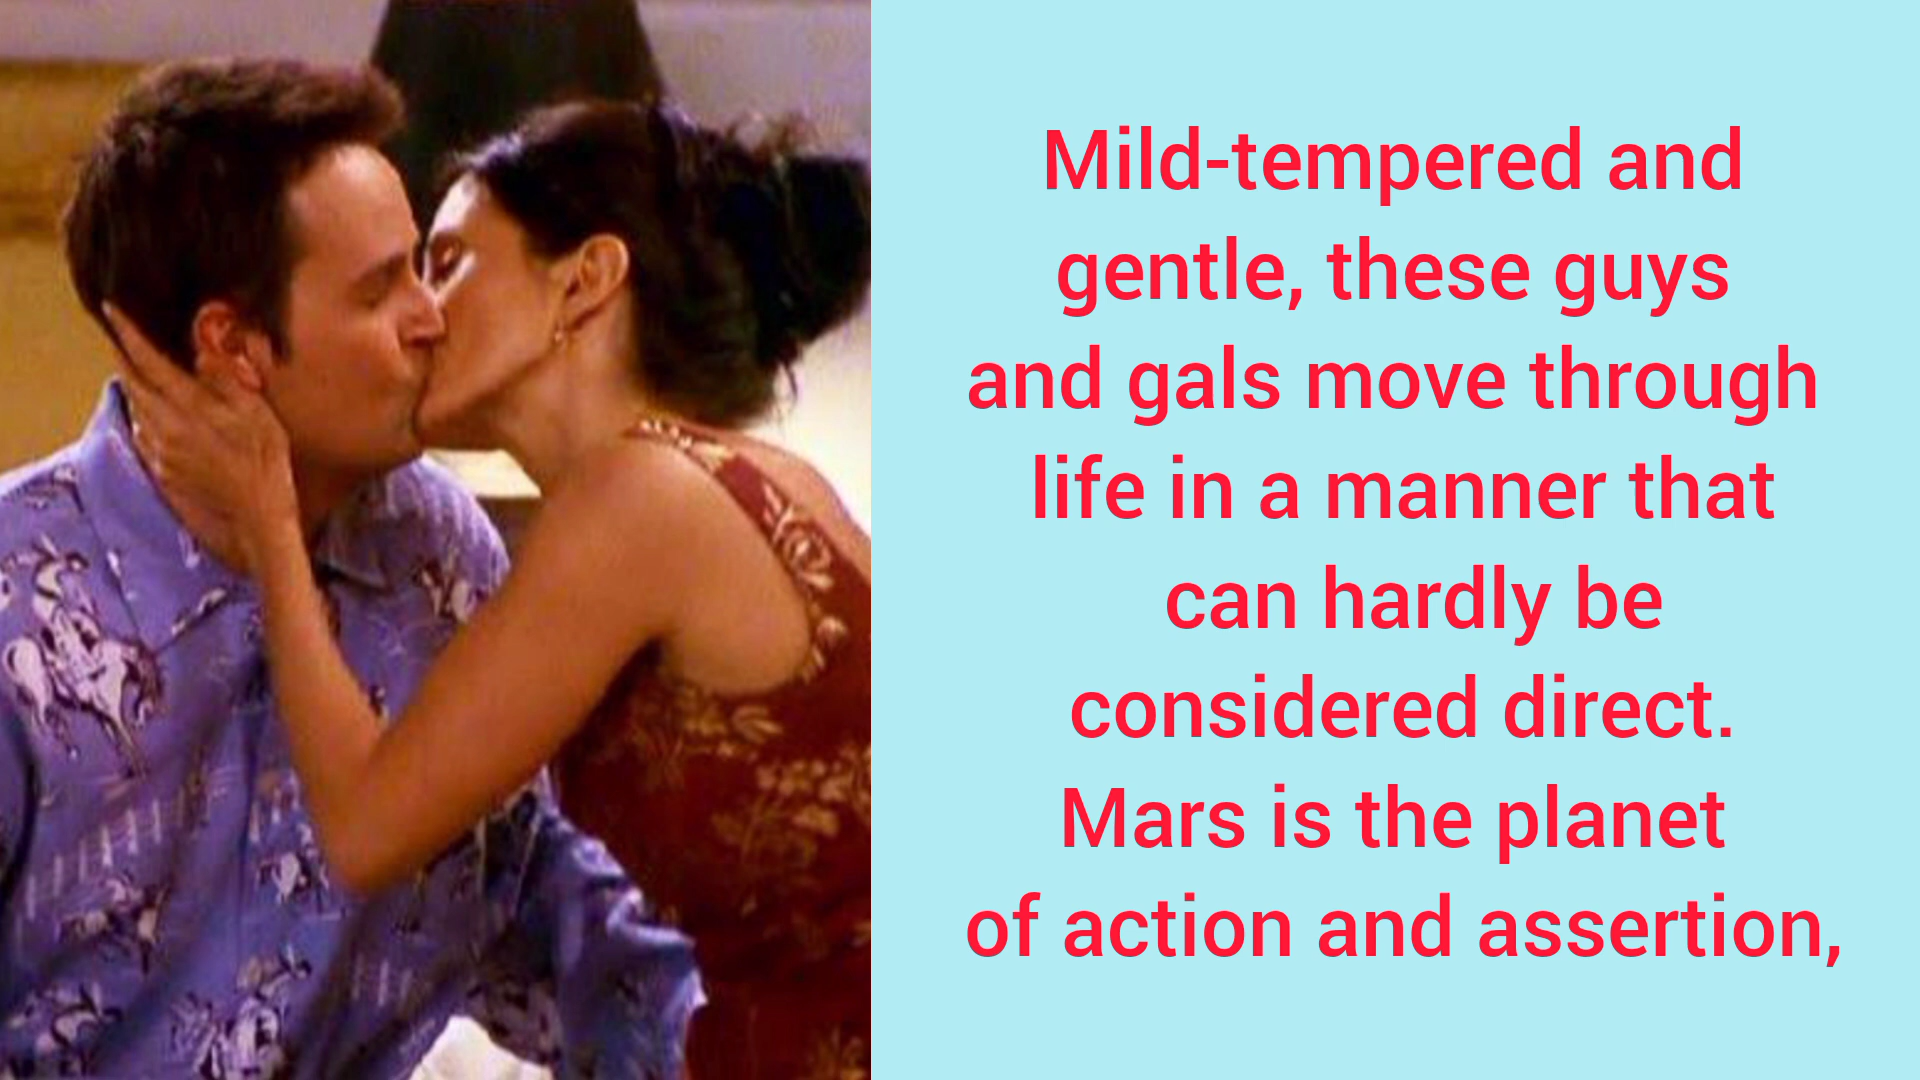 Mild-tempered and
gentle, these guys
and gals move through
life in a manner that
can hardly be
considered direct.
Mars is the planet
of action and assertion,